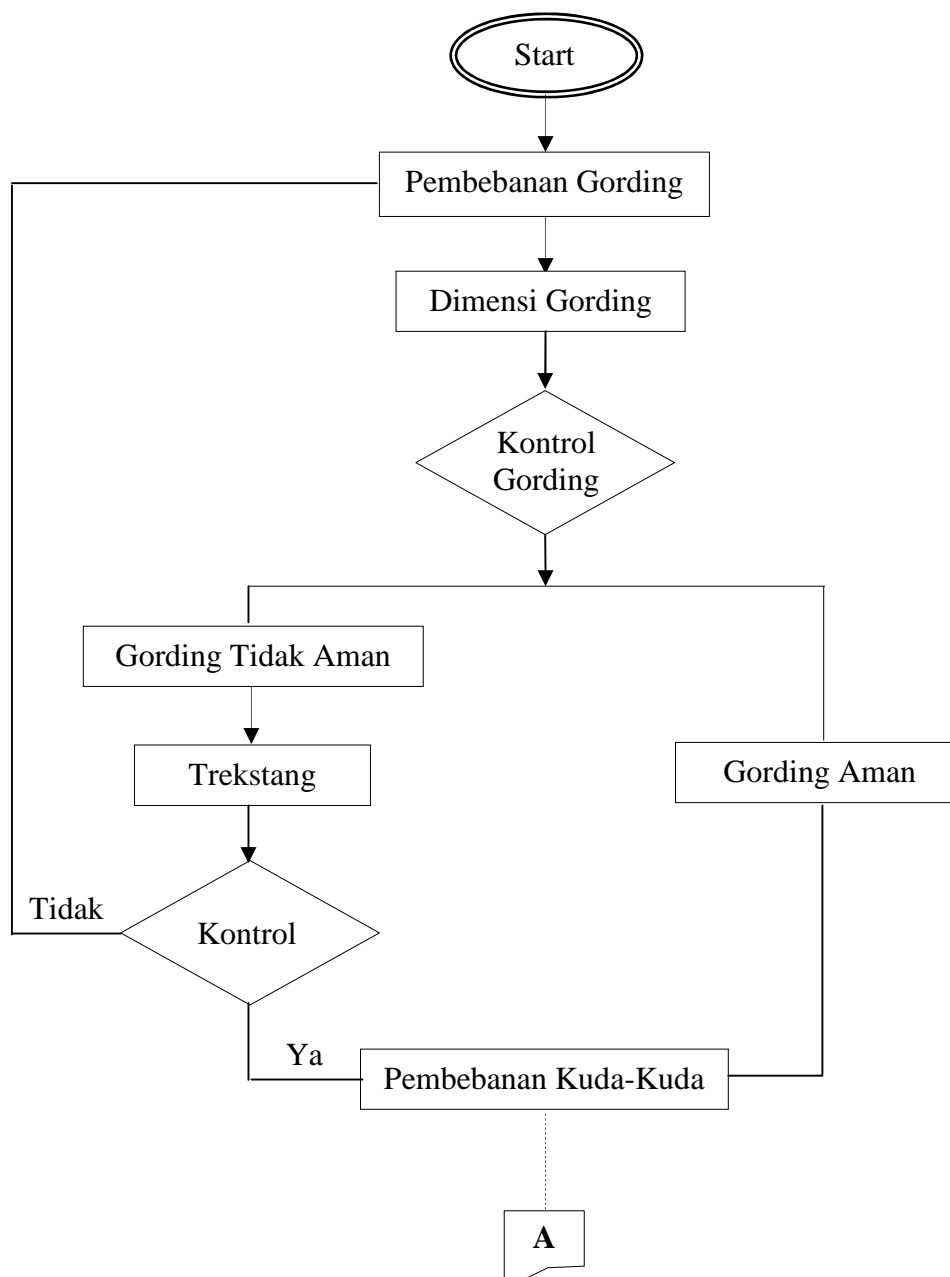 Start
Pembebanan Gording
Dimensi Gording
Kontrol
Gording
Gording Tidak Aman
Trekstang
Gording Aman
Tidak
Kontrol
Ya
Pembebanan Kuda-Kuda
A